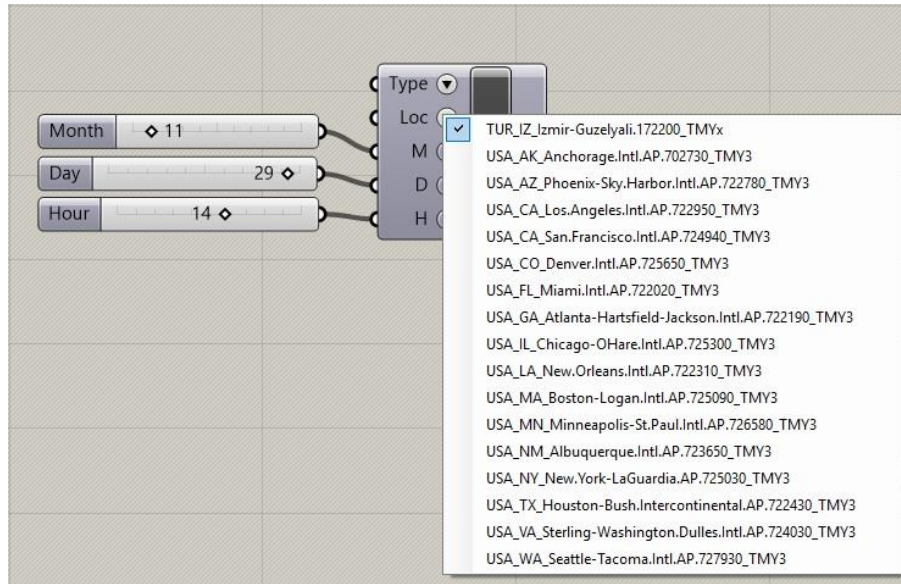 Type
Loc
M
D
H
Month 11
Day 29
Hour 14
TUR_IZ_Izmir-Guzelyali.172200_TMYx
USA_AK_Anchorage.Intl.AP.702730_TMY3
USA_AZ_Phoenix-Sky.Harbor.Intl.AP.722780_TMY3
USA_CA_Los.Angeles.Intl.AP.722950_TMY3
USA_CA_San.Francisco.Intl.AP.724940_TMY3
USA_CO_Denver.Intl.AP.725650_TMY3
USA_FL_Miami.Intl.AP.722020_TMY3
USA_GA_Atlanta-Hartsfield-Jackson.Intl.AP.722190_TMY3
USA_IL_Chicago-OHare.Intl.AP.725300_TMY3
USA_LA_New.Orleans.Intl.AP.722310_TMY3
USA_MA_Boston-Logan.Intl.AP.725090_TMY3
USA_MN_Minneapolis-St.Paul.Intl.AP.726580_TMY3
USA_NM_Albuquerque.Intl.AP.723650_TMY3
USA_NY_New.York-LaGuardia.AP.725030_TMY3
USA_TX_Houston-Bush.Intercontinental.AP.722430_TMY3
USA_VA_Sterling-Washington.Dulles.Intl.AP.724030_TMY3
USA_WA_Seattle-Tacoma.Intl.AP.727930_TMY3